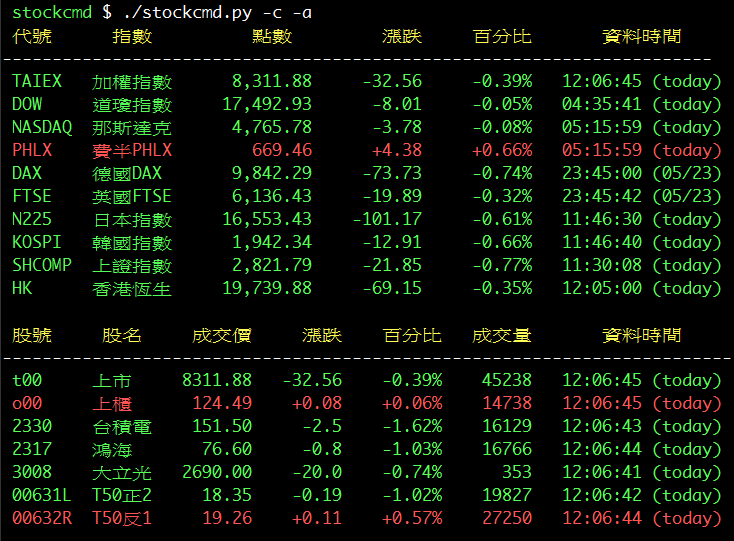 stockcmd $ ./stockcmd.py -c -a
代號 指數 點數 漲跌 百分比 資料時間
-----------------------------------------------------------------------
TAIEX 加權指數 8,311.88 -32.56 -0.39% 12:06:45 (today)
DOW 道瓊指數 17,492.93 -8.01 -0.05% 04:35:41 (today)
NASDAQ 那斯達克 4,765.78 -3.78 -0.08% 05:15:59 (today)
PHLX 費半PHLX 669.46 +4.38 +0.66% 05:15:59 (today)
DAX 德國DAX 9,842.29 -73.73 -0.74% 23:45:00 (05/23)
FTSE 英國FTSE 6,136.43 -19.89 -0.32% 23:45:42 (05/23)
N225 日本指數 16,553.43 -101.17 -0.61% 11:46:30 (today)
KOSPI 韓國指數 1,942.34 -12.91 -0.66% 11:46:40 (today)
SHCOMP 上證指數 2,821.79 -21.85 -0.77% 11:30:08 (today)
HK 香港恆生 19,739.88 -69.15 -0.35% 12:05:00 (today)
股號 股名 成交價 漲跌 百分比 成交量 資料時間
-------------------------------------------------------------------------
t00 上市 8311.88 -32.56 -0.39% 45238 12:06:45 (today)
o00 上櫃 124.49 +0.08 +0.06% 14738 12:06:45 (today)
2330 台積電 151.50 -2.5 -1.62% 16129 12:06:43 (today)
2317 鴻海 76.60 -0.8 -1.03% 16766 12:06:44 (today)
3008 大立光 2690.00 -20.0 -0.74% 353 12:06:41 (today)
00631L T50正2 18.35 -0.19 -1.02% 19827 12:06:42 (today)
00632R T50反1 19.26 +0.11 +0.57% 27250 12:06:44 (today)